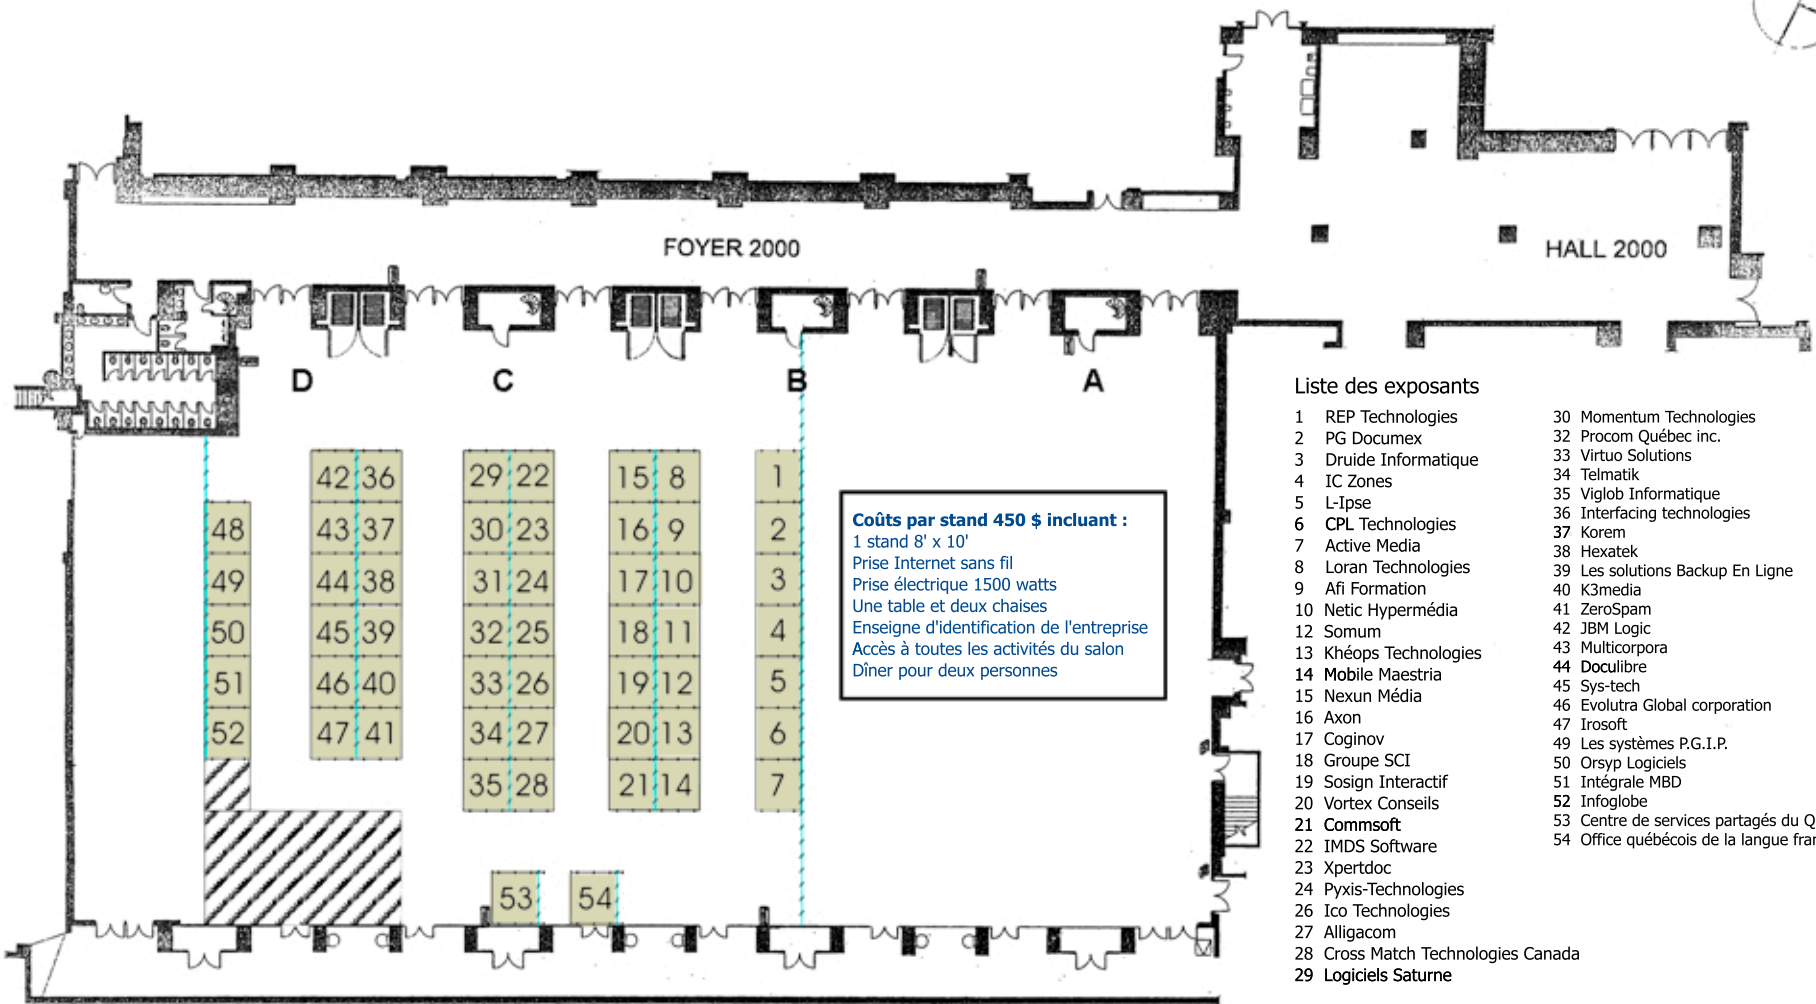 FOYER 2000
HALL 2000
D C B A
42 36 29 22 15 8 1
48 43 37 30 23 16 9 2
49 44 38 31 24 17 10 3
50 45 39 32 25 18 11 4
51 46 40 33 26 19 12 5
52 47 41 34 27 20 13 6
35 28 21 14 7
53 54
Coûts par stand 450 $ incluant :
1 stand 8' x 10'
Prise Internet sans fil
Prise électrique 1500 watts
Une table et deux chaises
Enseigne d'identification de l'entreprise
Accès à toutes les activités du salon
Dîner pour deux personnes
Liste des exposants
1 REP Technologies
2 PG Documex
3 Druide Informatique
4 IC Zones
5 L-Ipse
6 CPL Technologies
7 Active Media
8 Loran Technologies
9 Afi Formation
10 Netic Hypermédia
12 Somum
13 Khéops Technologies
14 Mobile Maestria
15 Nexun Média
16 Axon
17 Coginov
18 Groupe SCI
19 Sosign Interactif
20 Vortex Conseils
21 Commsoft
22 IMDS Software
23 Xpertdoc
24 Pyxis-Technologies
26 Ico Technologies
27 Alligacom
28 Cross Match Technologies Canada
29 Logiciels Saturne
30 Momentum Technologies
32 Procom Québec inc.
33 Virtuo Solutions
34 Telmatik
35 Viglob Informatique
36 Interfacing technologies
37 Korem
38 Hexatek
39 Les solutions Backup En Ligne
40 K3media
41 ZeroSpam
42 JBM Logic
43 Multicorpora
44 Doculibre
45 Sys-tech
46 Evolutra Global corporation
47 Irosoft
49 Les systèmes P.G.I.P.
50 Orsyp Logiciels
51 Intégrale MBD
52 Infoglobe
53 Centre de services partagés du Q
54 Office québécois de la langue fra